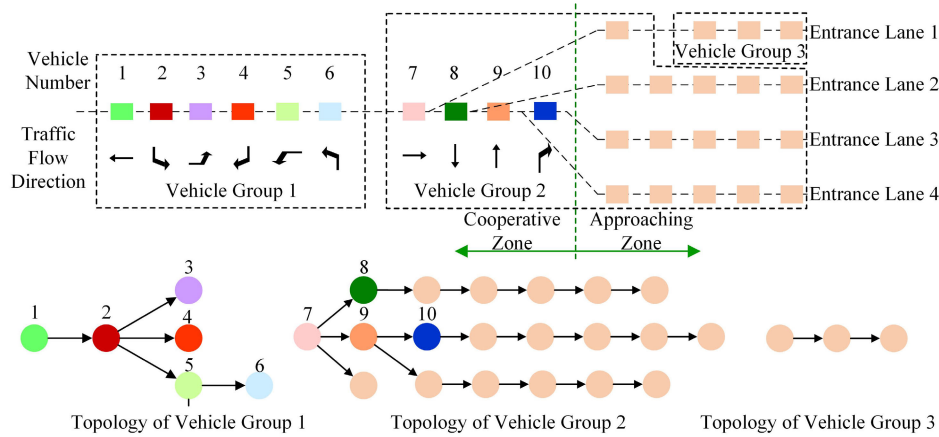 Vehicle
Number
1 2 3 4 5 6 7 8 9 10
Entrance Lane 1
Vehicle Group 3
Entrance Lane 2
Entrance Lane 3
Entrance Lane 4
Traffic
Flow
Direction
Vehicle Group 1
Vehicle Group 2
Cooperative
Zone
Approaching
Zone
1 2 3 4 5 6
7 8 9 10
Topology of Vehicle Group 1
Topology of Vehicle Group 2
Topology of Vehicle Group 3